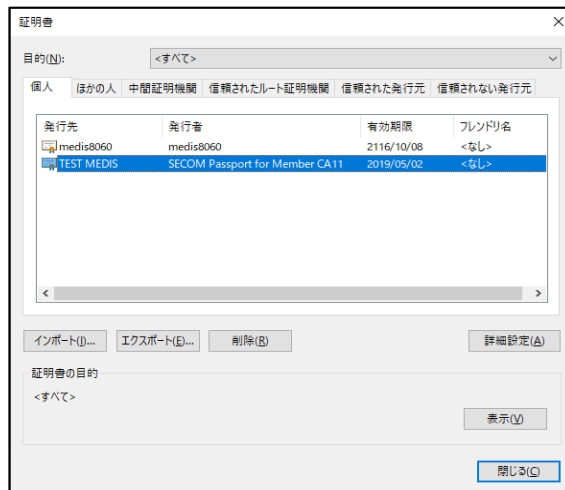 証明書
目的(N): <すべて>
個人 ほかの人 中間証明機関 信頼されたルート証明機関 信頼された発行元 信頼されない発行元
発行先 発行者 有効期限 フレンドリ名
medis8060 medis8060 2116/10/08 <なし>
TEST MEDIS SECOM Passport for Member CA11 2019/05/02 <なし>
インポート(I)... エクスポート(E)... 削除(R) 詳細設定(A)
証明書の目的
<すべて>
表示(V)
閉じる(C)